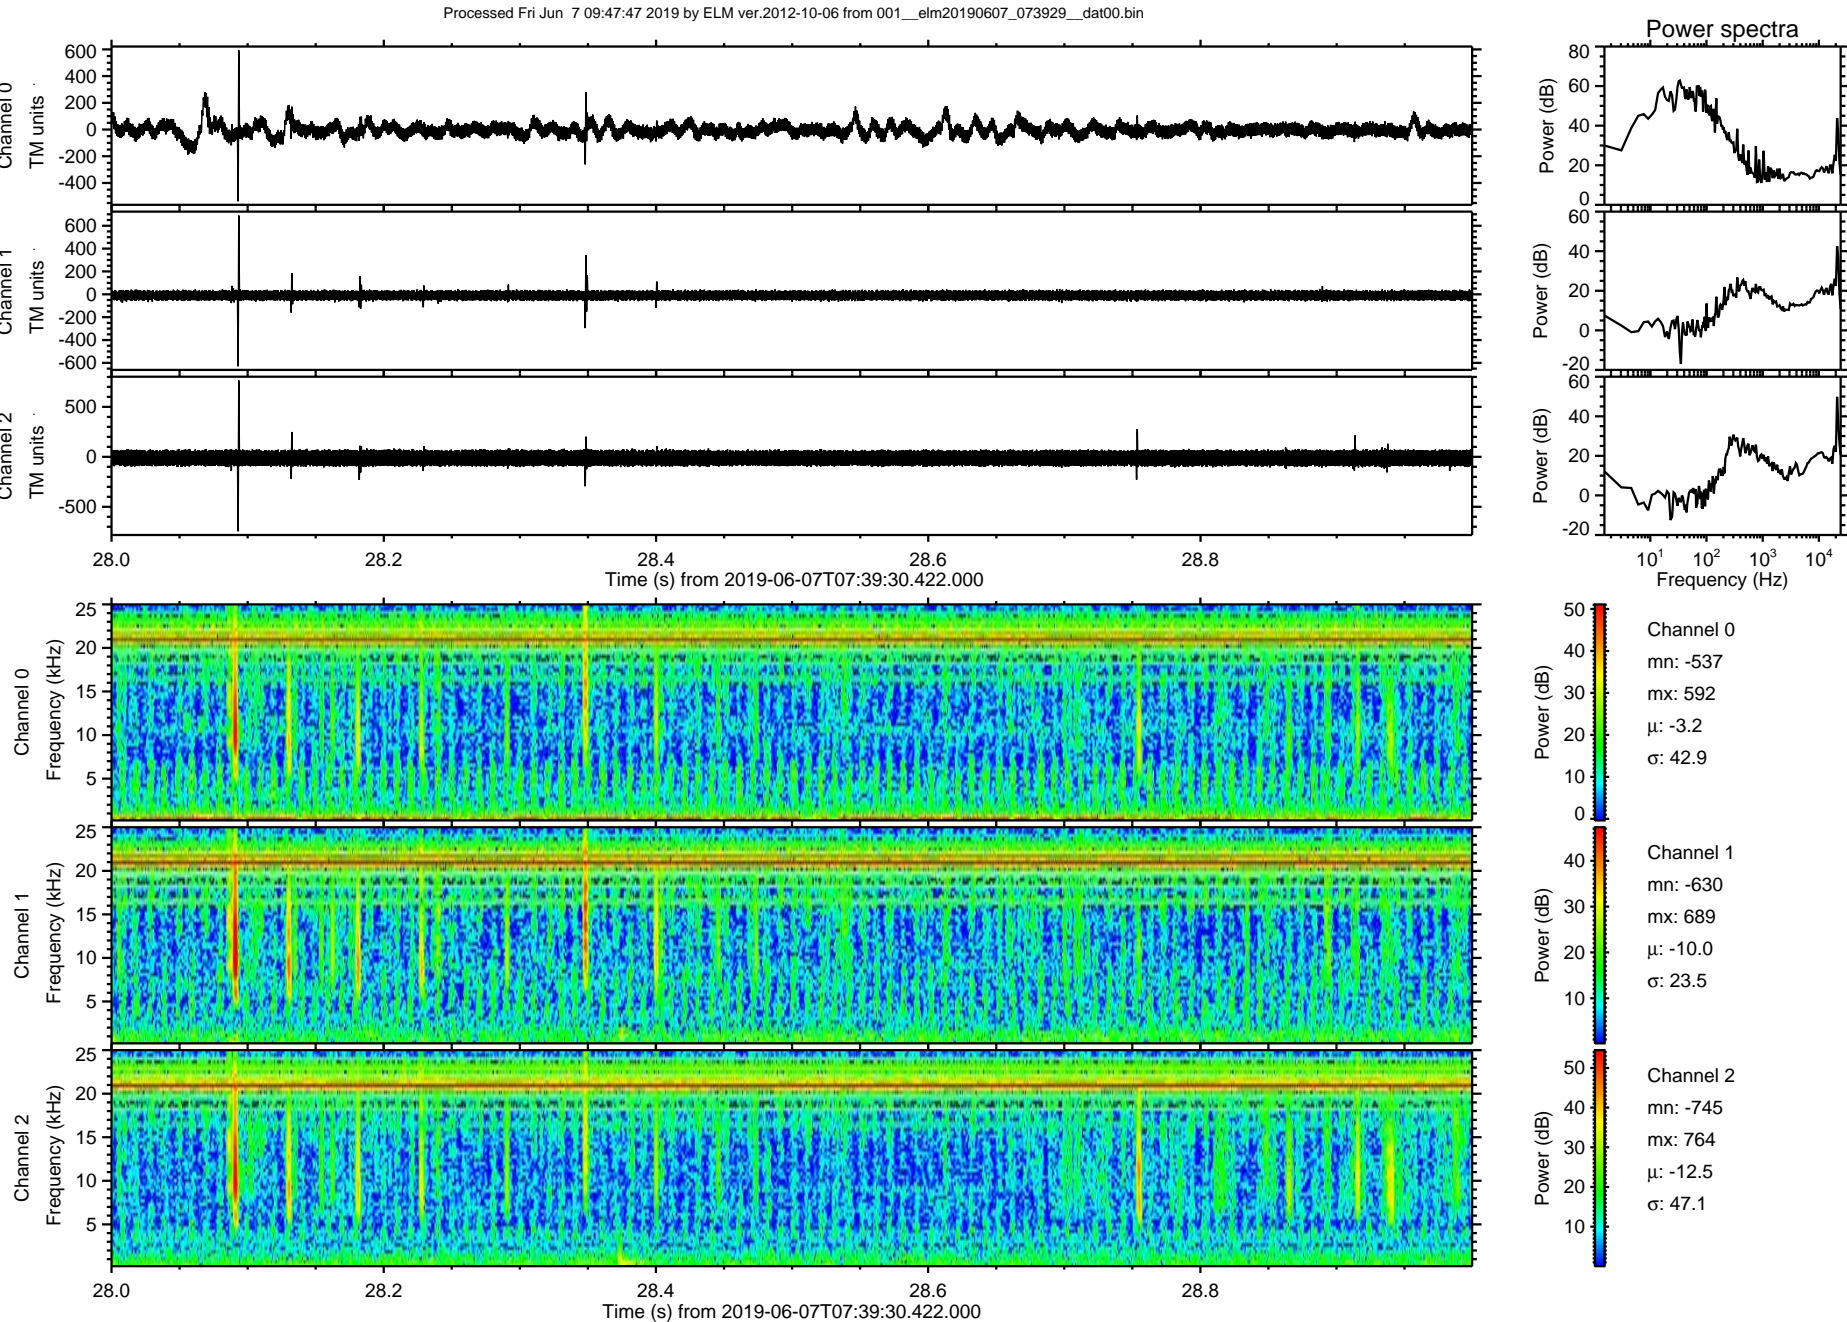 Processed Fri Jun 7 09:47:47 2019 by ELM ver.2012-10-06 from 001__elm20190607_073929__dat00.bin
Power spectra
Channel 0
TM units
600
400
200
0
-200
-400
Power (dB)
80
60
40
20
0
Channel 1
TM units
600
400
200
0
-200
-400
-600
Power (dB)
60
40
20
0
-20
Channel 2
TM units
500
0
-500
Power (dB)
60
40
20
0
-20
28.0 28.2 28.4 28.6 28.8
Time (s) from 2019-06-07T07:39:30.422.000
10^1 10^2 10^3 10^4
Frequency (Hz)
Channel 0
Frequency (kHz)
25
20
15
10
5
Power (dB)
50
40
30
20
10
0
Channel 0
mn: -537
mx: 592
μ: -3.2
σ: 42.9
Channel 1
Frequency (kHz)
25
20
15
10
5
Power (dB)
40
30
20
10
Channel 1
mn: -630
mx: 689
μ: -10.0
σ: 23.5
Channel 2
Frequency (kHz)
25
20
15
10
5
Power (dB)
50
40
30
20
10
Channel 2
mn: -745
mx: 764
μ: -12.5
σ: 47.1
28.0 28.2 28.4 28.6 28.8
Time (s) from 2019-06-07T07:39:30.422.000